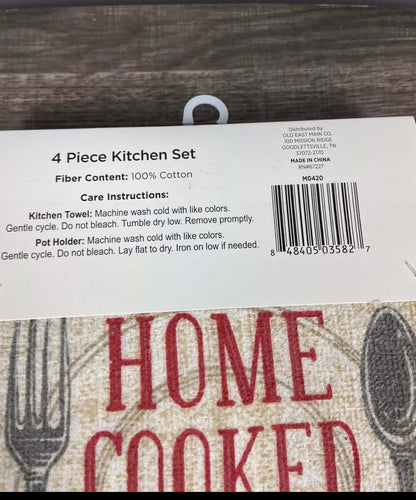 4 Piece Kitchen Set
Fiber Content: 100% Cotton
Care Instructions:
Kitchen Towel: Machine wash cold with like colors.
Gentle cycle. Do not bleach. Tumble dry low. Remove promptly.
Pot Holder: Machine wash cold with like colors.
Gentle cycle. Do not bleach. Lay flat to dry. Iron on low if needed.
Distributed by:
OLD EAST MAIN CO.
100 MISSION RIDGE
GOODLETTSVILLE, TN
37072-2170
MADE IN CHINA
RN#67227
M0420
8 48405 03582 7
HOME
COOKED